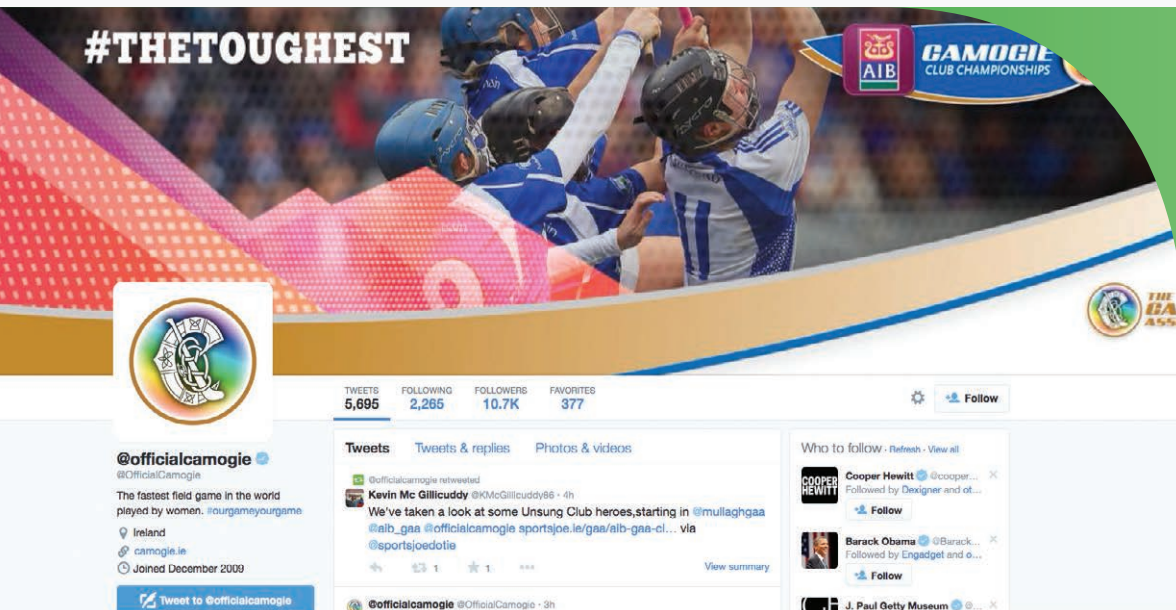 #THETOUGHEST
AIB
CAMOGIE
CLUB CHAMPIONSHIPS
THE
GA
ASS
TWEETS
5,695
FOLLOWING
2,265
FOLLOWERS
10.7K
FAVORITES
377
Follow
@officialcamogie
@OfficialCamogie
The fastest field game in the world
played by women. #ourgameyourgame
Ireland
camogie.ie
Joined December 2009
Tweet to @officialcamogie
Tweets Tweets & replies Photos & videos
@officialcamogie retweeted
Kevin Mc Gillicuddy @KMcGillicuddy86 · 4h
We've taken a look at some Unsung Club heroes,starting in @mullaghgaa
@aib_gaa @officialcamogie sportsjoe.ie/gaa/aib-gaa-cl... via
@sportsjoedotie
1 1
View summary
@officialcamogie @OfficialCamogie · 3h
Who to follow · Refresh · View all
COOPER
HEWITT
Cooper Hewitt @cooper...
Followed by Dexigner and ot...
Follow
Barack Obama @Barack...
Followed by Engadget and o...
Follow
J. Paul Getty Museum @...